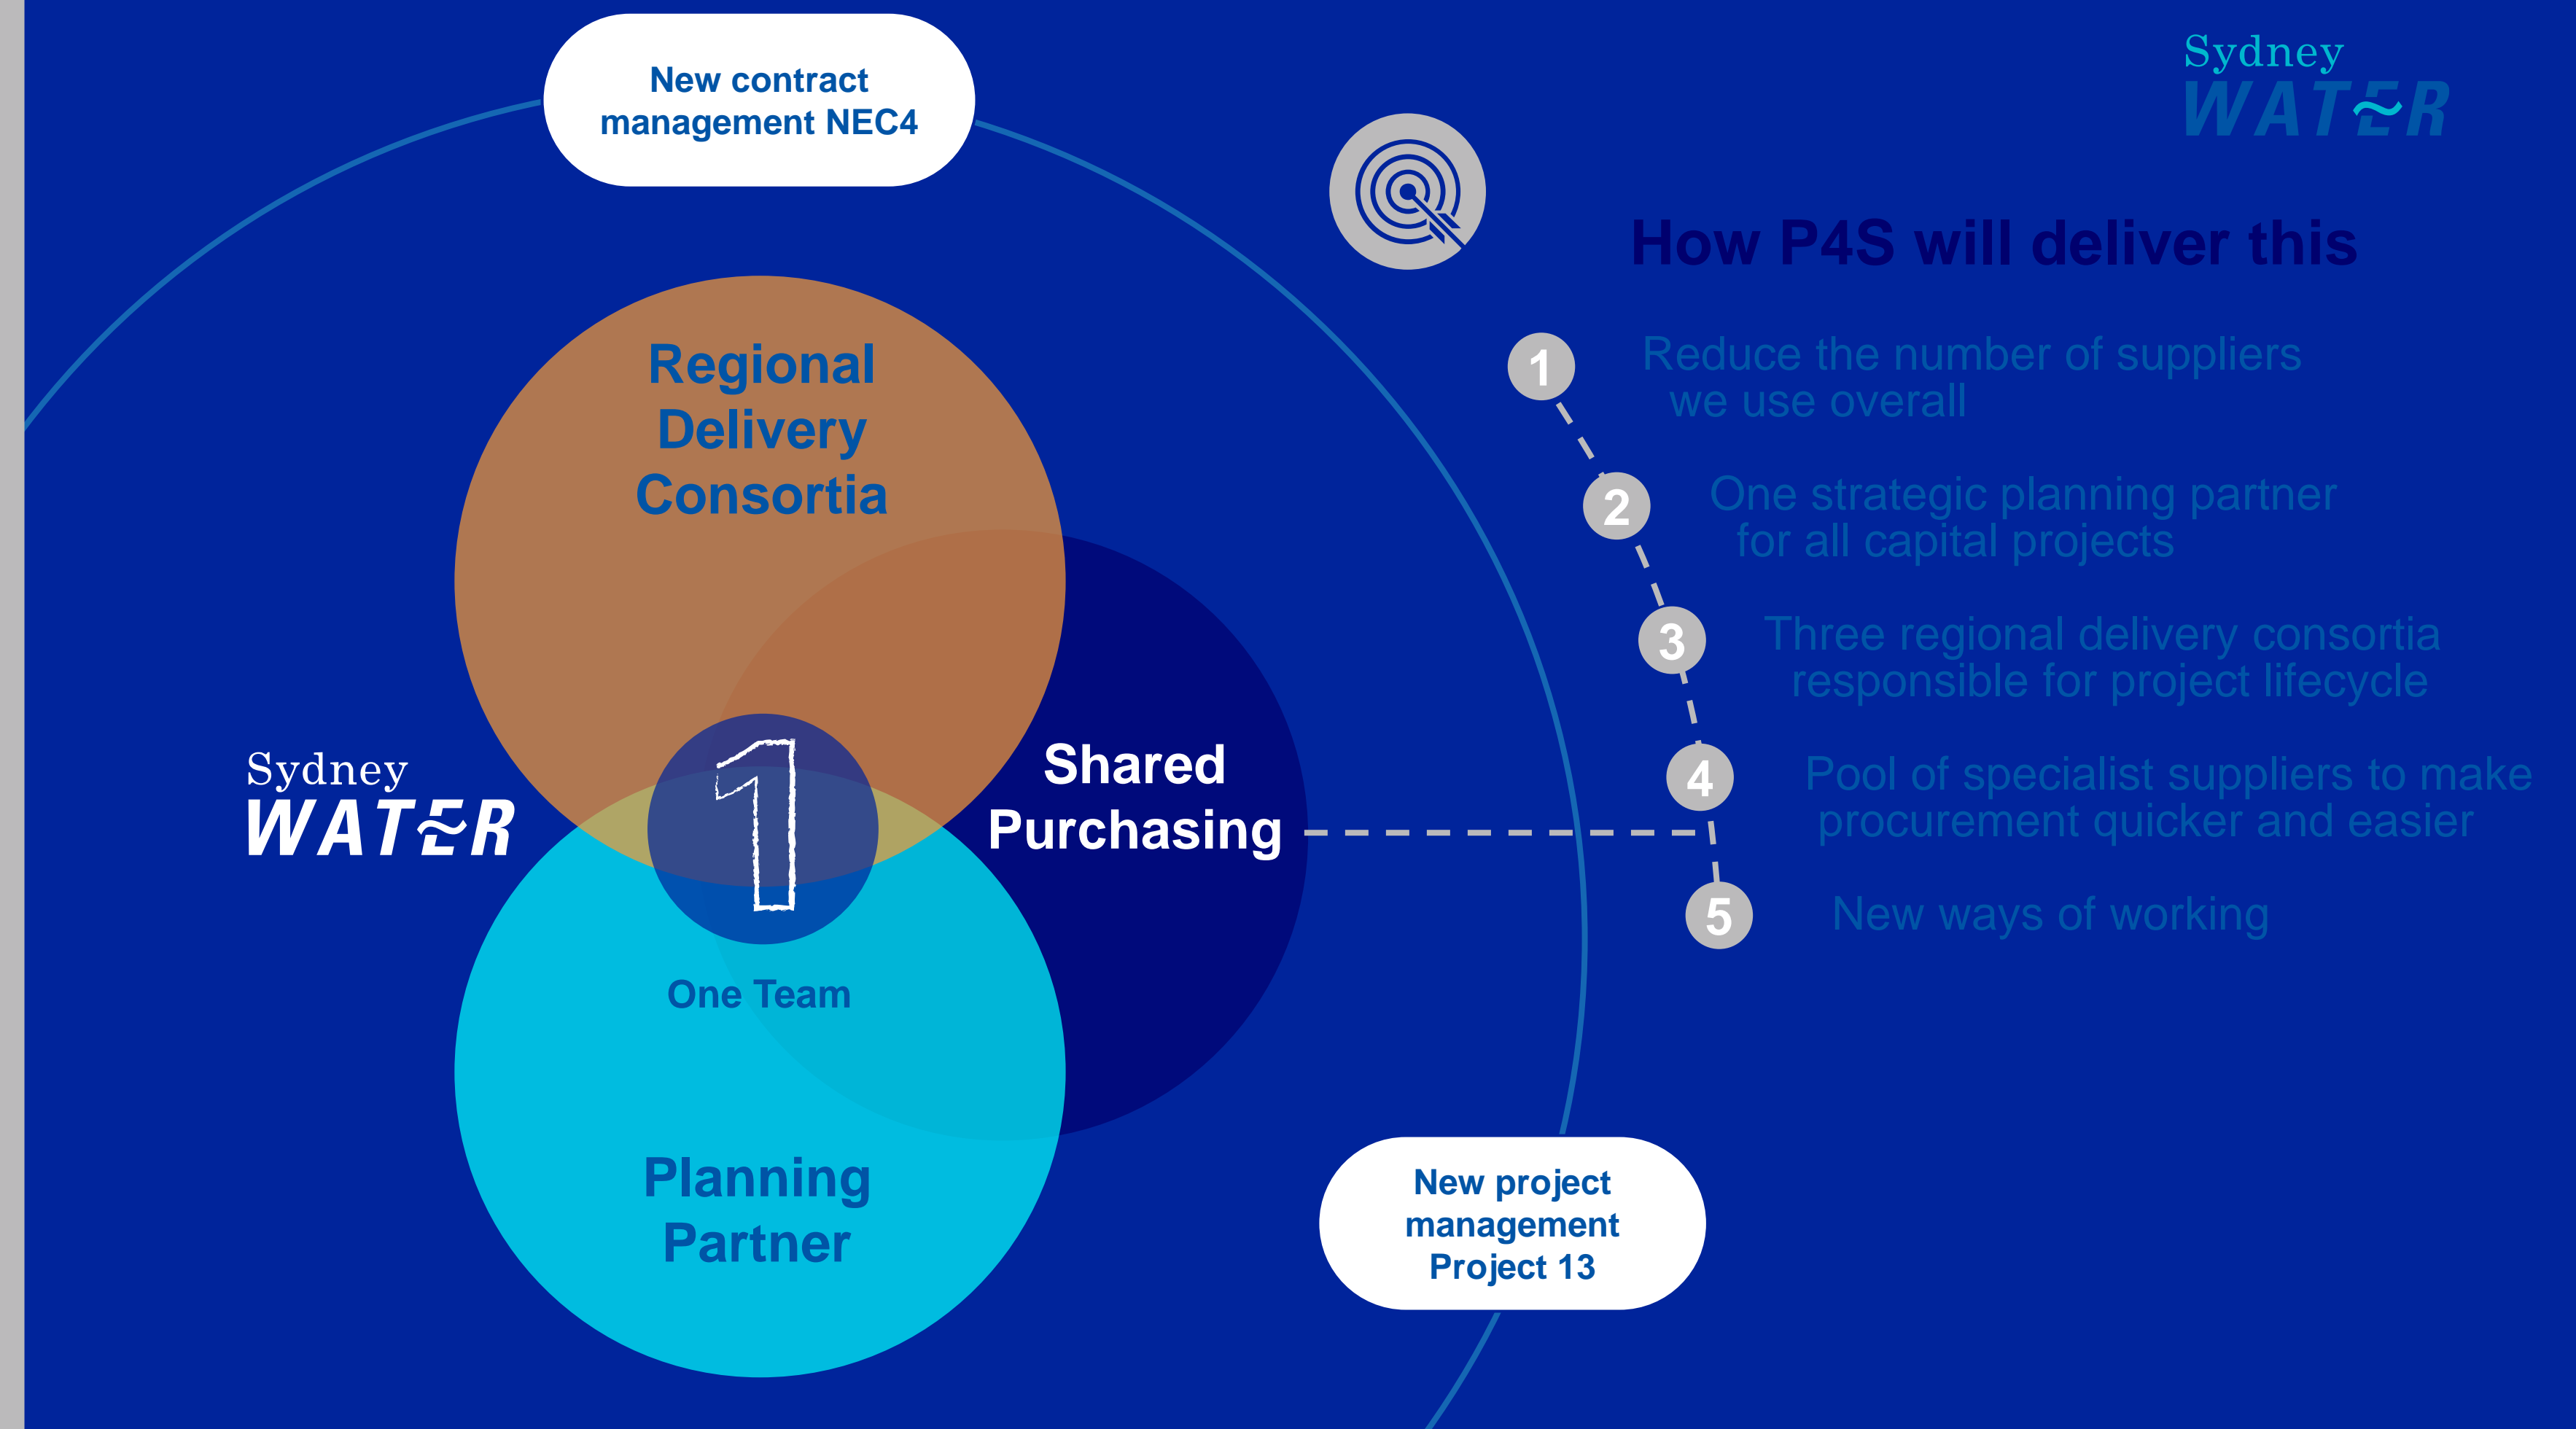 New contract
management NEC4
Sydney
WATER
How P4S will deliver this
Regional
Delivery
Consortia
1
Reduce the number of suppliers
we use overall
2
One strategic planning partner
for all capital projects
3
Three regional delivery consortia
responsible for project lifecycle
4
Pool of specialist suppliers to make
procurement quicker and easier
5
New ways of working
Sydney
WATER
1
Shared
Purchasing
One Team
Planning
Partner
New project
management
Project 13